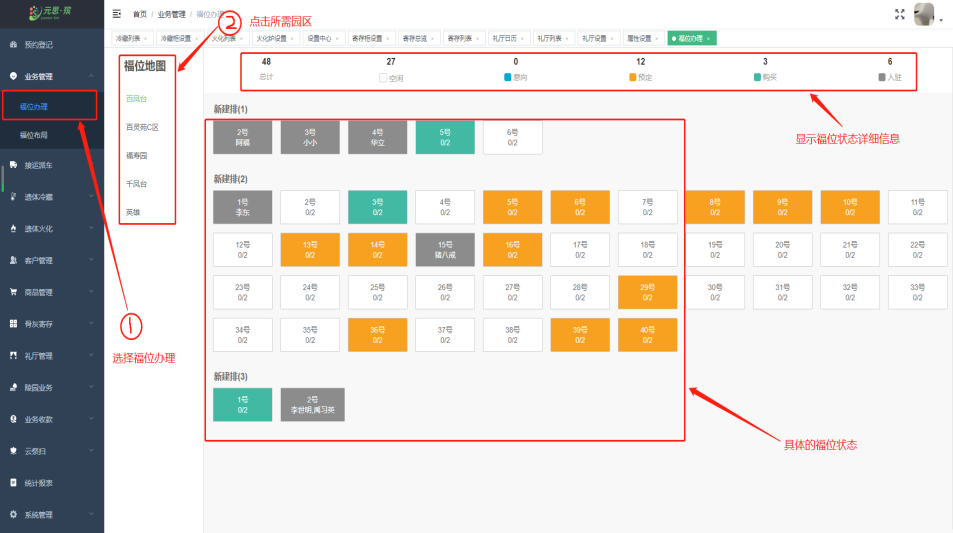 元思·殡
首页 / 业务管理 / 福位办理
② 点击所需园区
冷藏列表 × 冷藏柜设置 × 火化列表 × 火化炉设置 × 设置中心 × 寄存柜设置 × 寄存总览 × 寄存列表 × 礼厅日历 × 礼厅列表 × 礼厅设置 × 属性设置 × 福位办理 ×
预约登记
业务管理
福位办理
福位布局
接运派车
遗体冷藏
遗体火化
客户管理
商品管理
骨灰寄存
礼厅管理
陵园业务
业务收款
云祭扫
统计报表
系统管理
福位地图
百凤台
百灵苑C区
福寿园
千凤台
英雄
①
选择福位办理
48 27 0 12 3 6
总计 空闲 意向 预定 购买 入驻
显示福位状态详细信息
新建排(1)
2号 3号 4号 5号 6号
阿福 小小 华立 0/2 0/2
新建排(2)
1号 2号 3号 4号 5号 6号 7号 8号 9号 10号 11号
李东 0/2 0/2 0/2 0/2 0/2 0/2 0/2 0/2 0/2 0/2
12号 13号 14号 15号 16号 17号 18号 19号 20号 21号 22号
0/2 0/2 0/2 猪八戒 0/2 0/2 0/2 0/2 0/2 0/2 0/2
23号 24号 25号 26号 27号 28号 29号 30号 31号 32号 33号
0/2 0/2 0/2 0/2 0/2 0/2 0/2 0/2 0/2 0/2 0/2
34号 35号 36号 37号 38号 39号 40号
0/2 0/2 0/2 0/2 0/2 0/2 0/2
新建排(3)
1号 2号
0/2 李世明,禹习英
具体的福位状态